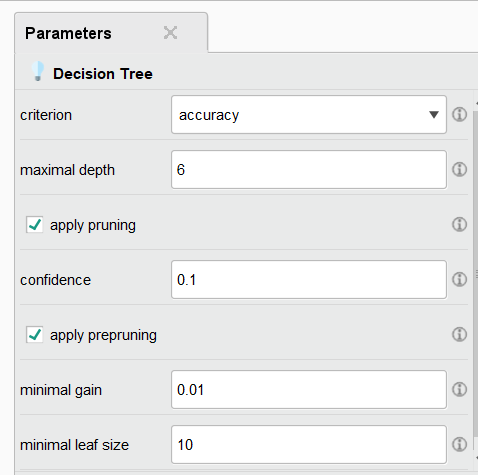 Parameters
Decision Tree
criterion accuracy
maximal depth 6
apply pruning
confidence 0.1
apply prepruning
minimal gain 0.01
minimal leaf size 10